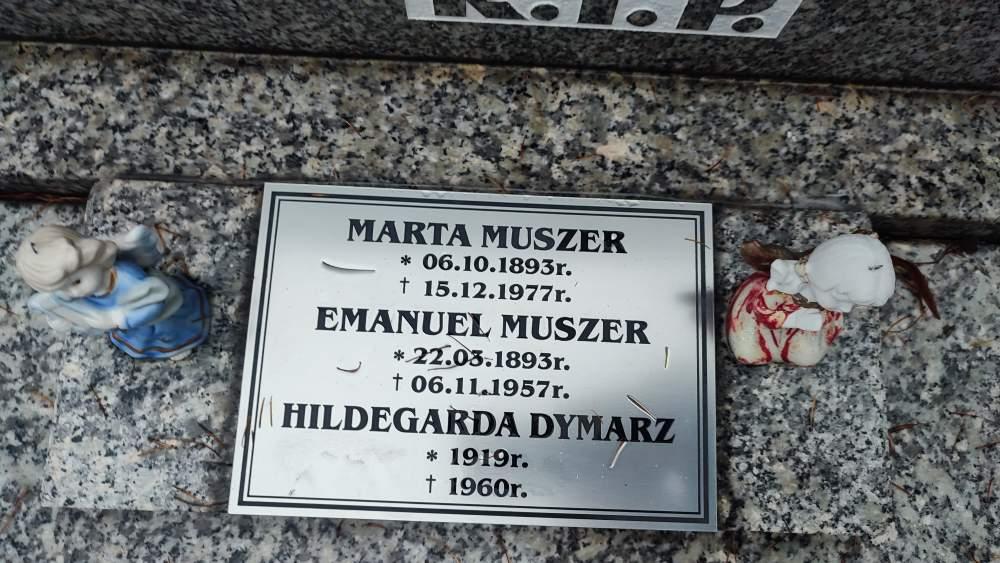 R.I.P.
MARTA MUSZER
* 06.10.1893r.
† 15.12.1977r.
EMANUEL MUSZER
* 22.03.1893r.
† 06.11.1957r.
HILDEGARDA DYMARZ
* 1919r.
† 1960r.